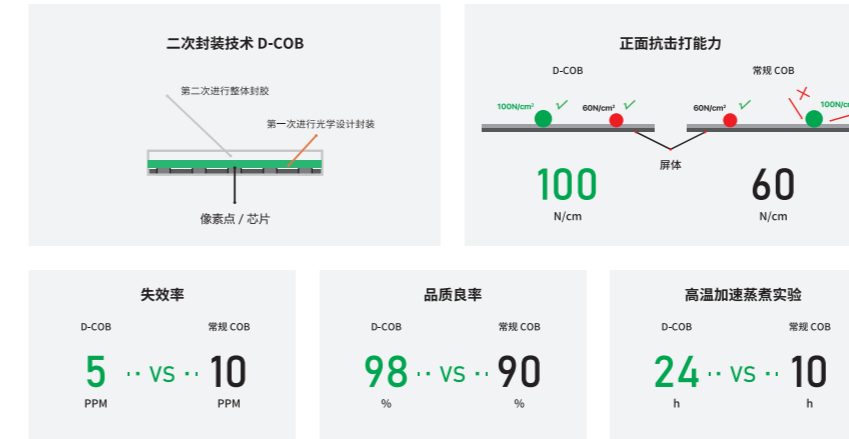 二次封装技术 D-COB
第二次进行整体封胶
第一次进行光学设计封装
像素点 / 芯片
正面抗击打能力
D-COB
常规 COB
100N/cm²
60N/cm²
60N/cm²
屏体
100
60
N/cm
N/cm
失效率
D-COB
常规 COB
5
VS
10
PPM
PPM
品质良率
D-COB
常规 COB
98
VS
90
%
%
高温加速蒸煮实验
D-COB
常规 COB
24
VS
10
h
h